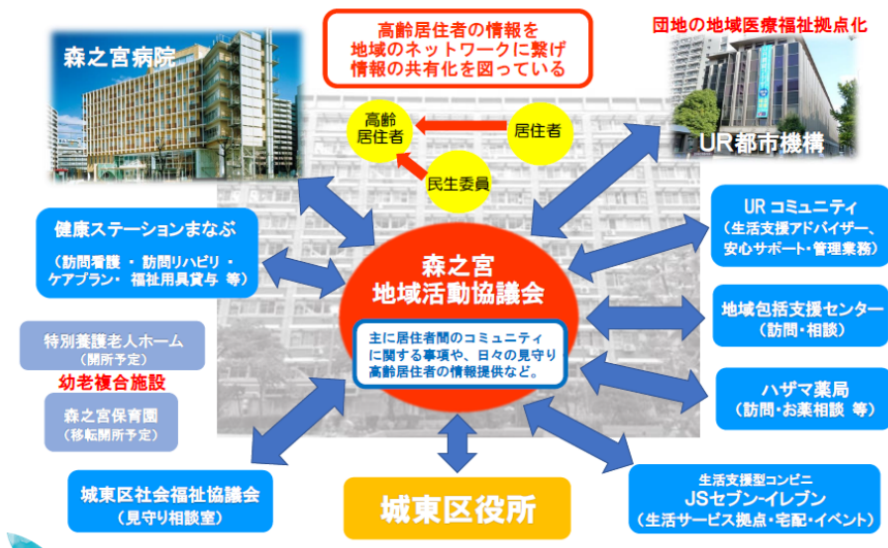 高齢居住者の情報を
地域のネットワークに繋げ
情報の共有化を図っている
団地の地域医療福祉拠点化
森之宮病院
UR都市機構
高齢
居住者
居住者
民生委員
健康ステーションまなぶ
(訪問看護・訪問リハビリ・
ケアプラン・福祉用具貸与 等)
URコミュニティ
(生活支援アドバイザー、
安心サポート・管理業務)
森之宮
地域活動協議会
主に居住者間のコミュニティ
に関する事項や、日々の見守り
高齢居住者の情報提供など。
地域包括支援センター
(訪問・相談)
特別養護老人ホーム
(開所予定)
幼老複合施設
森之宮保育園
(移転開所予定)
ハザマ薬局
(訪問・お薬相談 等)
城東区社会福祉協議会
(見守り相談室)
城東区役所
生活支援型コンビニ
JSセブン-イレブン
(生活サービス拠点・宅配・イベント)